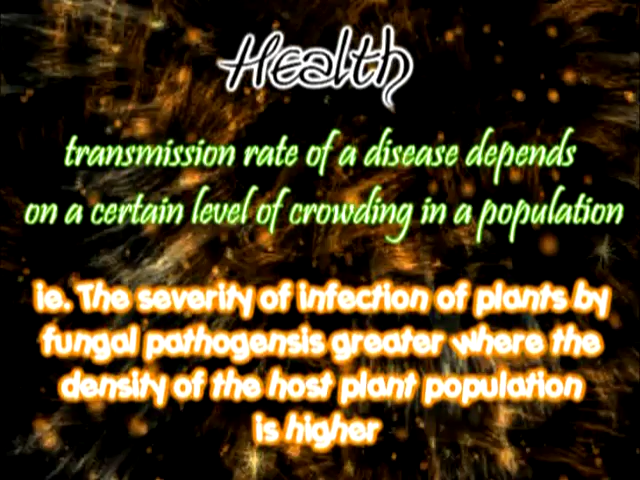 Health
transmission rate of a disease depends
on a certain level of crowding in a population
ie. The severity of infection of plants by
fungal pathogensis greater where the
density of the host plant population
is higher